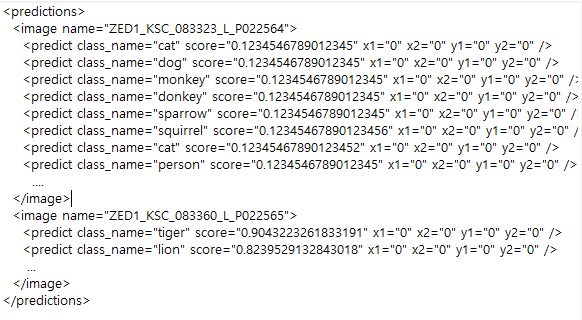 <predictions>
<image name="ZED1_KSC_083323_L_P022564">
<predict class_name="cat" score="0.1234546789012345" x1="0" x2="0" y1="0" y2="0" />
<predict class_name="dog" score="0.1234546789012345" x1="0" x2="0" y1="0" y2="0" />
<predict class_name="monkey" score="0.1234546789012345" x1="0" x2="0" y1="0" y2="0" />
<predict class_name="donkey" score="0.1234546789012345" x1="0" x2="0" y1="0" y2="0" />
<predict class_name="sparrow" score="0.1234546789012345" x1="0" x2="0" y1="0" y2="0" /
<predict class_name="squirrel" score="0.12345467890123456" x1="0" x2="0" y1="0" y2="0" /
<predict class_name="cat" score="0.12345467890123452" x1="0" x2="0" y1="0" y2="0" />
<predict class_name="person" score="0.1234546789012345" x1="0" x2="0" y1="0" y2="0" />
....
</image>
<image name="ZED1_KSC_083360_L_P022565">
<predict class_name="tiger" score="0.9043223261833191" x1="0" x2="0" y1="0" y2="0" />
<predict class_name="lion" score="0.8239529132843018" x1="0" x2="0" y1="0" y2="0" />
...
</image>
</predictions>